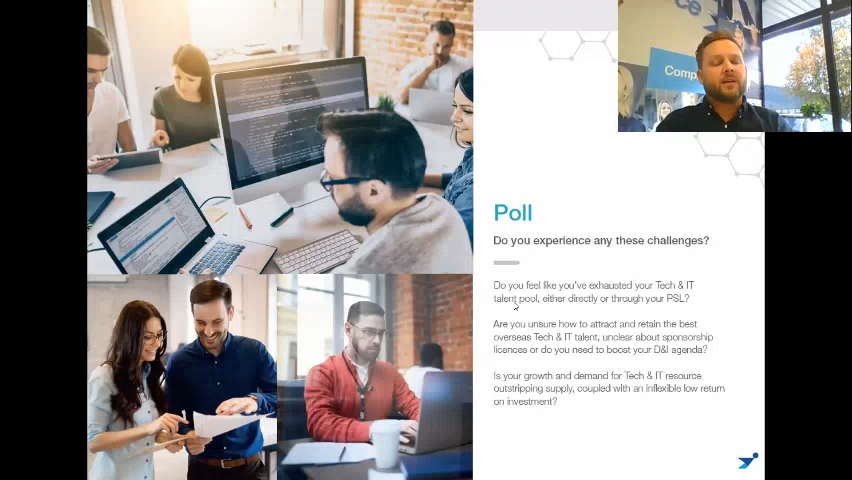 ce
Comp
Poll
Do you experience any these challenges?
Do you feel like you've exhausted your Tech & IT
talent pool, either directly or through your PSL?
Are you unsure how to attract and retain the best
overseas Tech & IT talent, unclear about sponsorship
licences or do you need to boost your D&I agenda?
Is your growth and demand for Tech & IT resource
outstripping supply, coupled with an inflexible low return
on investment?